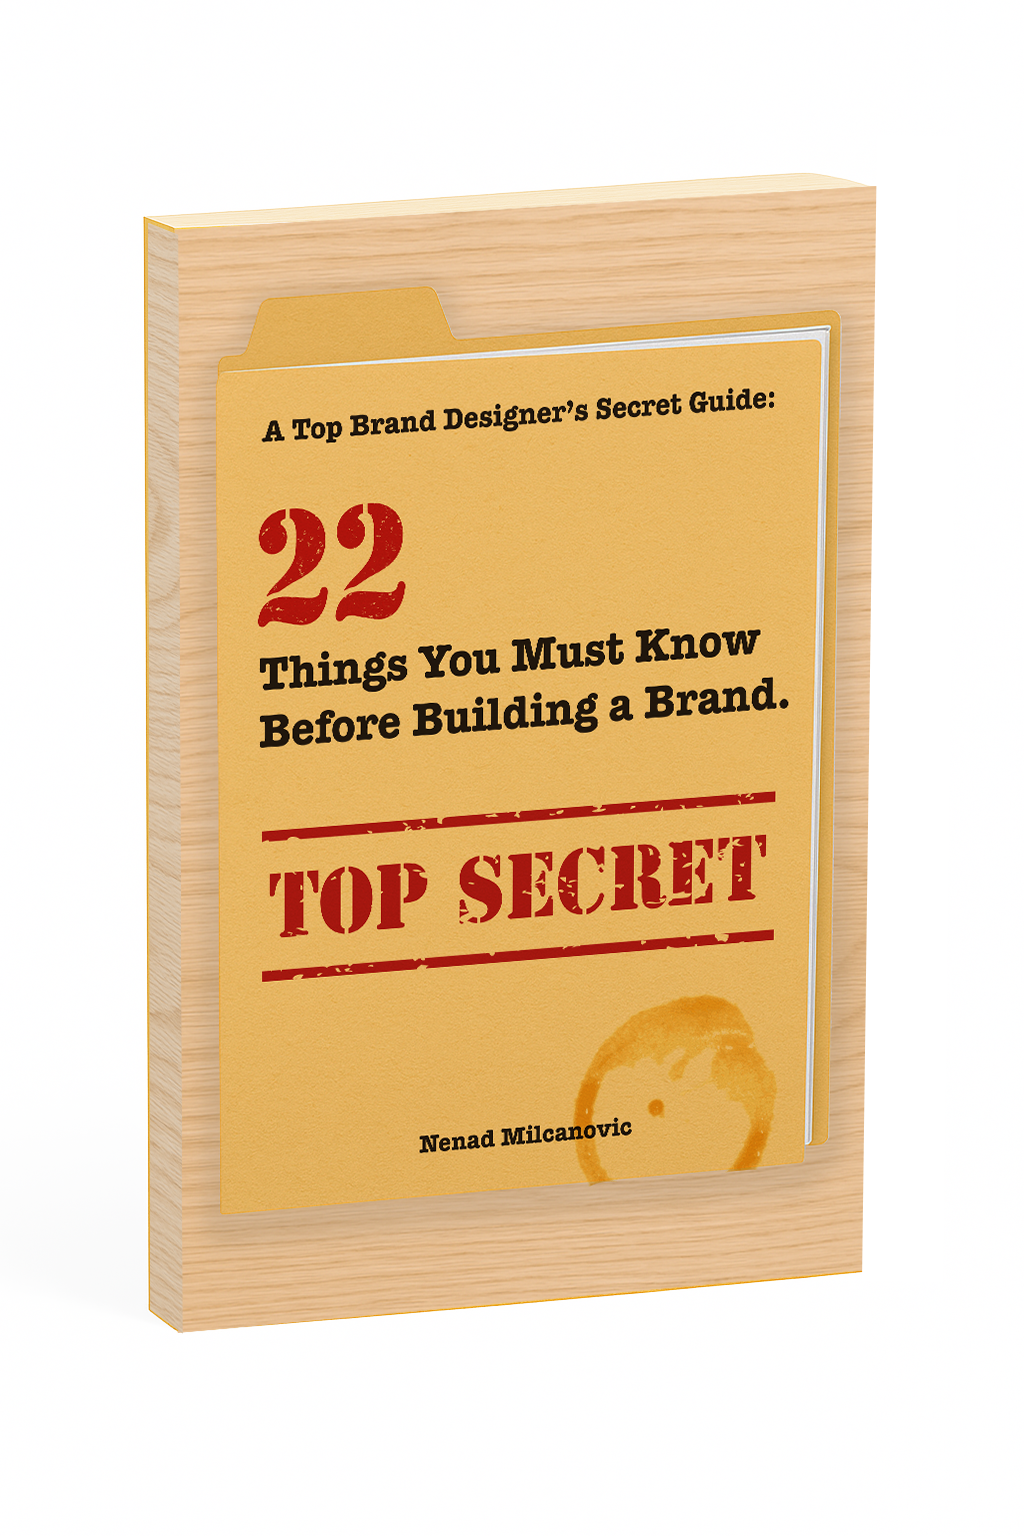 A Top Brand Designer's Secret Guide:
22
Things You Must Know
Before Building a Brand.
TOP SECRET
Nenad Milcanovic